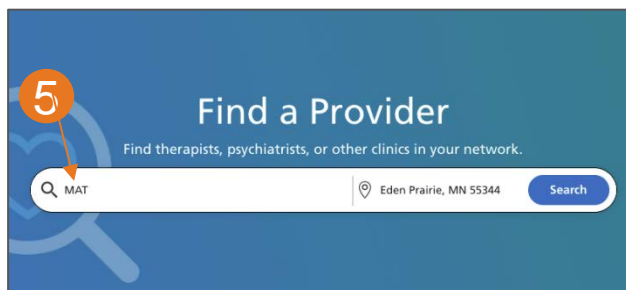 5
Find a Provider
Find therapists, psychiatrists, or other clinics in your network.
MAT Eden Prairie, MN 55344 Search